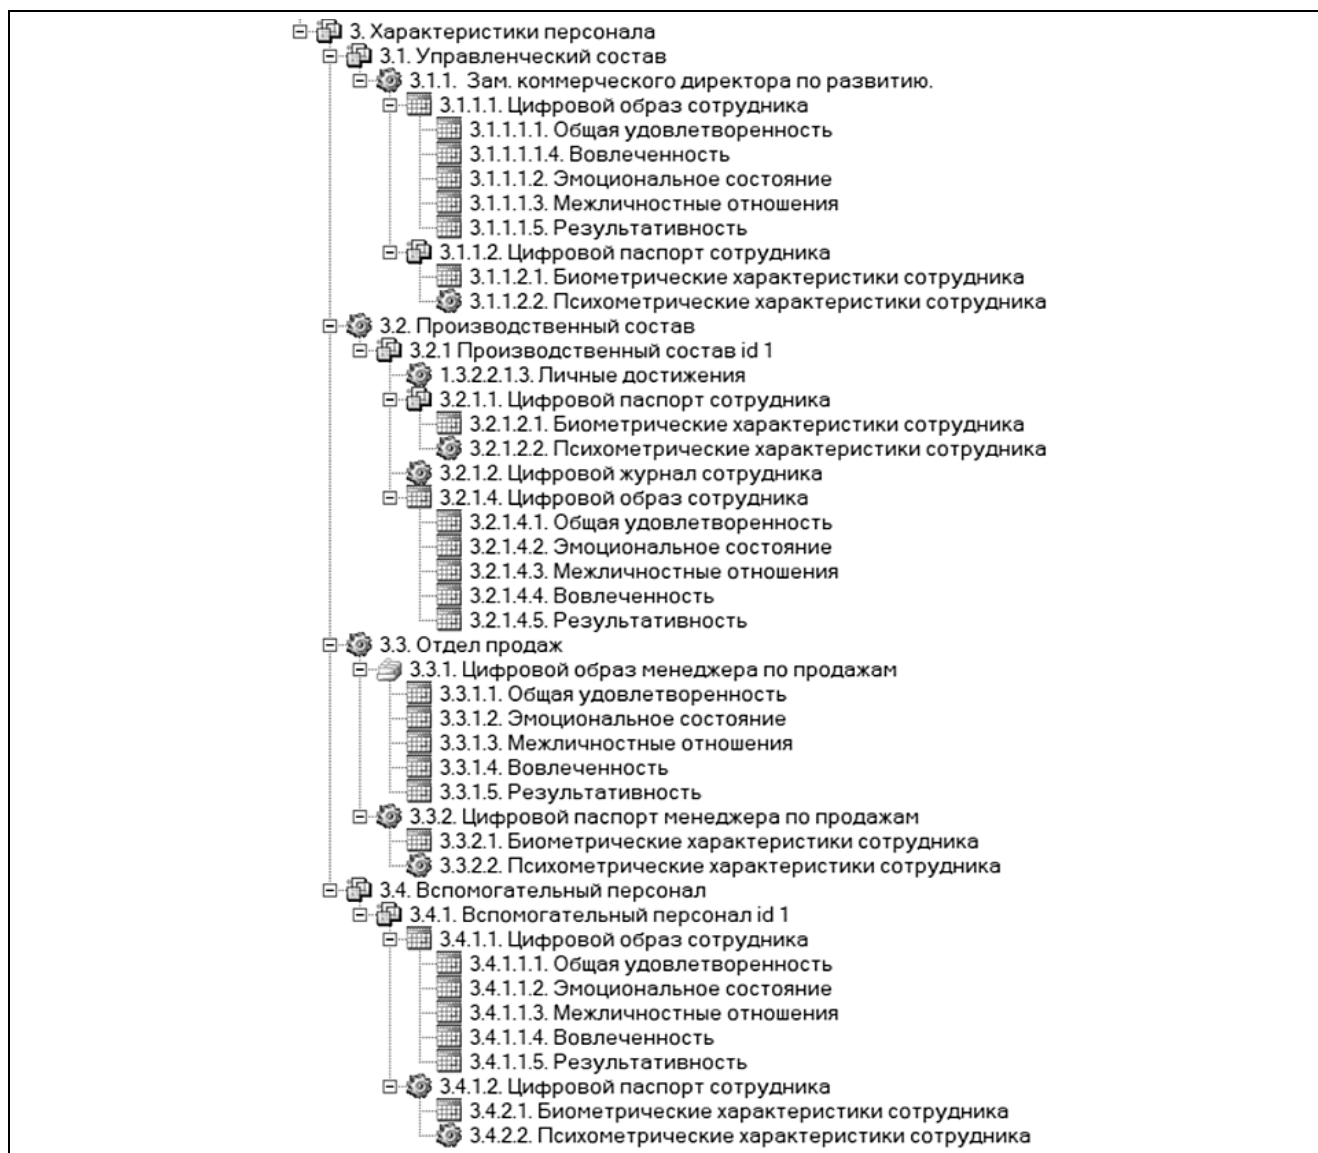 3. Характеристики персонала
3.1. Управленческий состав
3.1.1. Зам. коммерческого директора по развитию.
3.1.1.1. Цифровой образ сотрудника
3.1.1.1.1. Общая удовлетворенность
3.1.1.1.1.4. Вовлеченность
3.1.1.1.2. Эмоциональное состояние
3.1.1.1.3. Межличностные отношения
3.1.1.1.5. Результативность
3.1.1.2. Цифровой паспорт сотрудника
3.1.1.2.1. Биометрические характеристики сотрудника
3.1.1.2.2. Психометрические характеристики сотрудника
3.2. Производственный состав
3.2.1 Производственный состав id 1
1.3.2.2.1.3. Личные достижения
3.2.1.1. Цифровой паспорт сотрудника
3.2.1.2.1. Биометрические характеристики сотрудника
3.2.1.2.2. Психометрические характеристики сотрудника
3.2.1.2. Цифровой журнал сотрудника
3.2.1.4. Цифровой образ сотрудника
3.2.1.4.1. Общая удовлетворенность
3.2.1.4.2. Эмоциональное состояние
3.2.1.4.3. Межличностные отношения
3.2.1.4.4. Вовлеченность
3.2.1.4.5. Результативность
3.3. Отдел продаж
3.3.1. Цифровой образ менеджера по продажам
3.3.1.1. Общая удовлетворенность
3.3.1.2. Эмоциональное состояние
3.3.1.3. Межличностные отношения
3.3.1.4. Вовлеченность
3.3.1.5. Результативность
3.3.2. Цифровой паспорт менеджера по продажам
3.3.2.1. Биометрические характеристики сотрудника
3.3.2.2. Психометрические характеристики сотрудника
3.4. Вспомогательный персонал
3.4.1. Вспомогательный персонал id 1
3.4.1.1. Цифровой образ сотрудника
3.4.1.1.1. Общая удовлетворенность
3.4.1.1.2. Эмоциональное состояние
3.4.1.1.3. Межличностные отношения
3.4.1.1.4. Вовлеченность
3.4.1.1.5. Результативность
3.4.1.2. Цифровой паспорт сотрудника
3.4.2.1. Биометрические характеристики сотрудника
3.4.2.2. Психометрические характеристики сотрудника